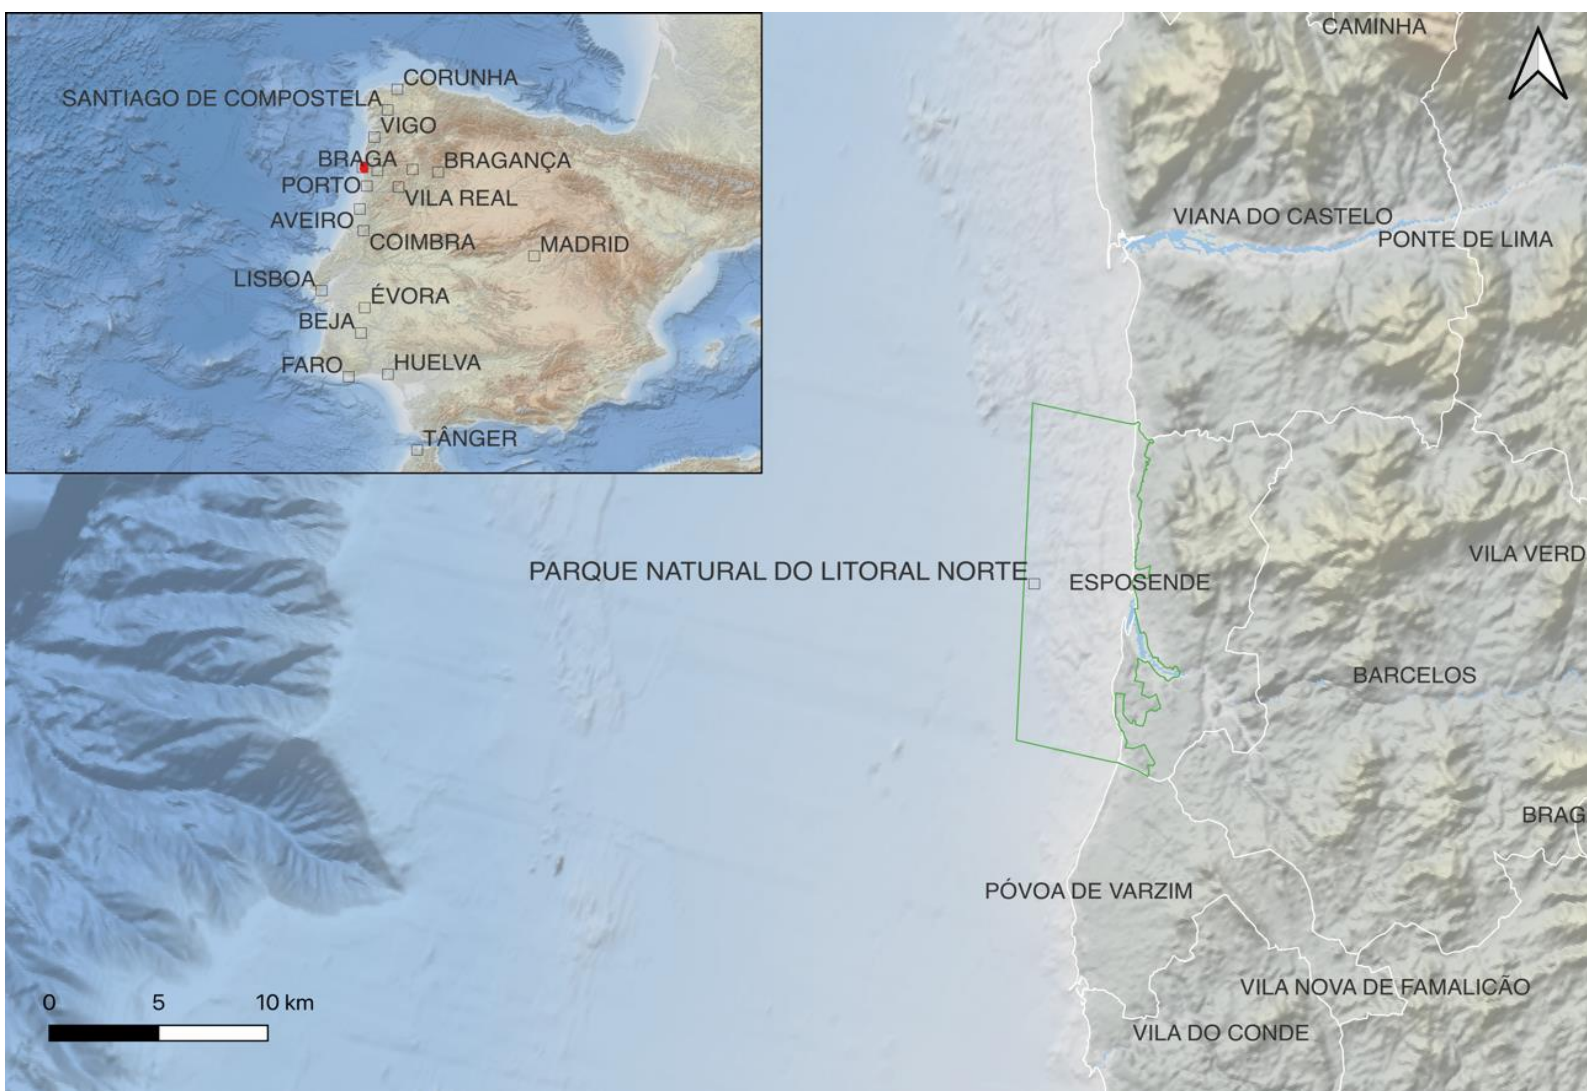 CORUNHA
SANTIAGO DE COMPOSTELA
VIGO
BRAGA
BRAGANÇA
PORTO
VILA REAL
AVEIRO
COIMBRA
MADRID
LISBOA
ÉVORA
BEJA
FARO
HUELVA
TÂNGER
CAMINHA
VIANA DO CASTELO
PONTE DE LIMA
VILA VERD
PARQUE NATURAL DO LITORAL NORTE
ESPOSENDE
BARCELOS
BRAG
PÓVOA DE VARZIM
VILA NOVA DE FAMALICÃO
VILA DO CONDE
0 5 10 km